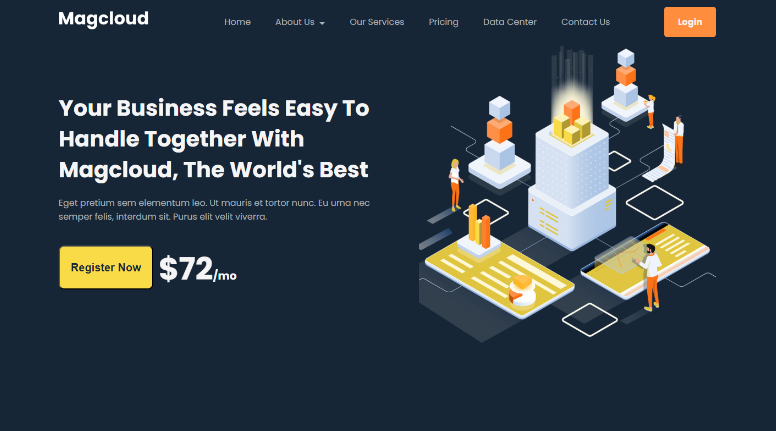 Magcloud
Home
About Us
Our Services
Pricing
Data Center
Contact Us
Login
Your Business Feels Easy To
Handle Together With
Magcloud, The World's Best
Eget pretium sem elementum leo. Ut mauris et tortor nunc. Eu urna nec
semper felis, interdum sit. Purus elit velit viverra.
Register Now
$72/mo